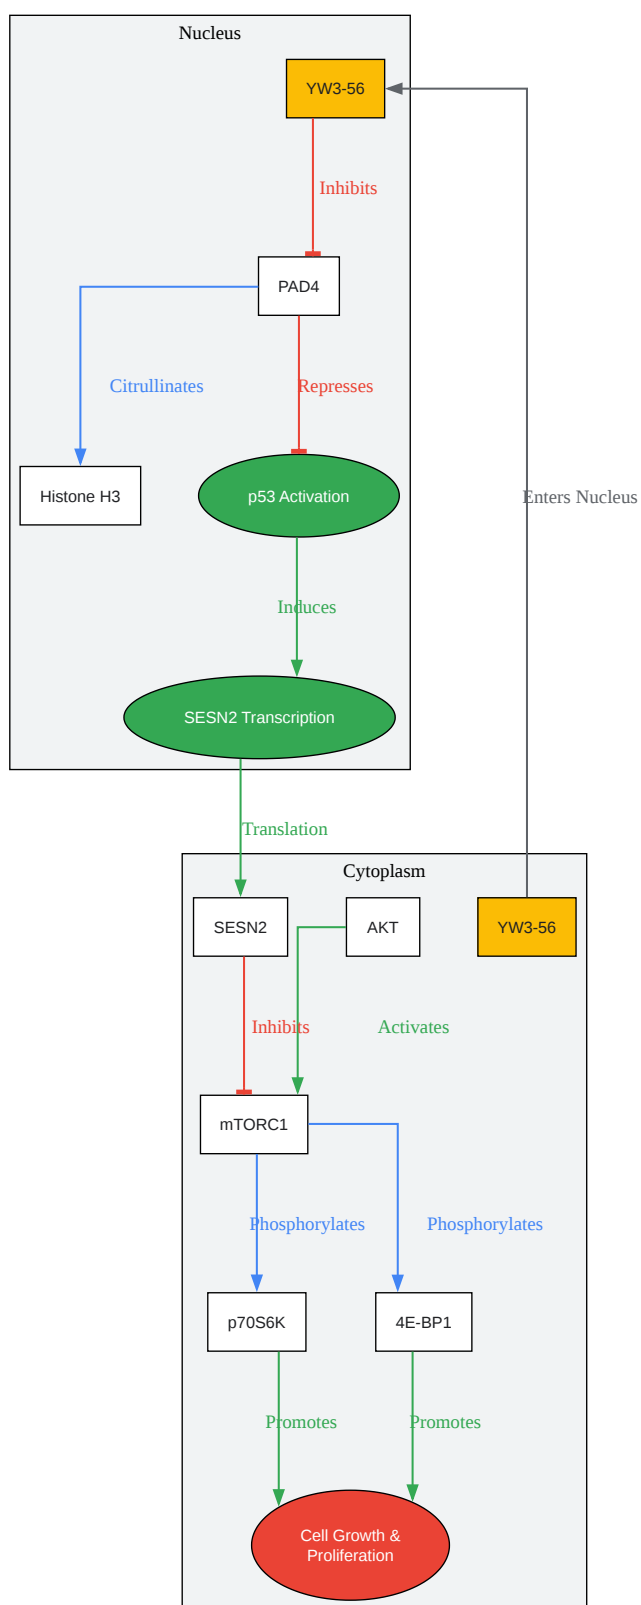 Nucleus
YW3-56
Inhibits
PAD4
Citrullinates
Represses
Histone H3
p53 Activation
Enters Nucleus
Induces
SESN2 Transcription
Translation
Cytoplasm
SESN2
AKT
YW3-56
Inhibits
Activates
mTORC1
Phosphorylates
Phosphorylates
p70S6K
4E-BP1
Promotes
Promotes
Cell Growth &
Proliferation